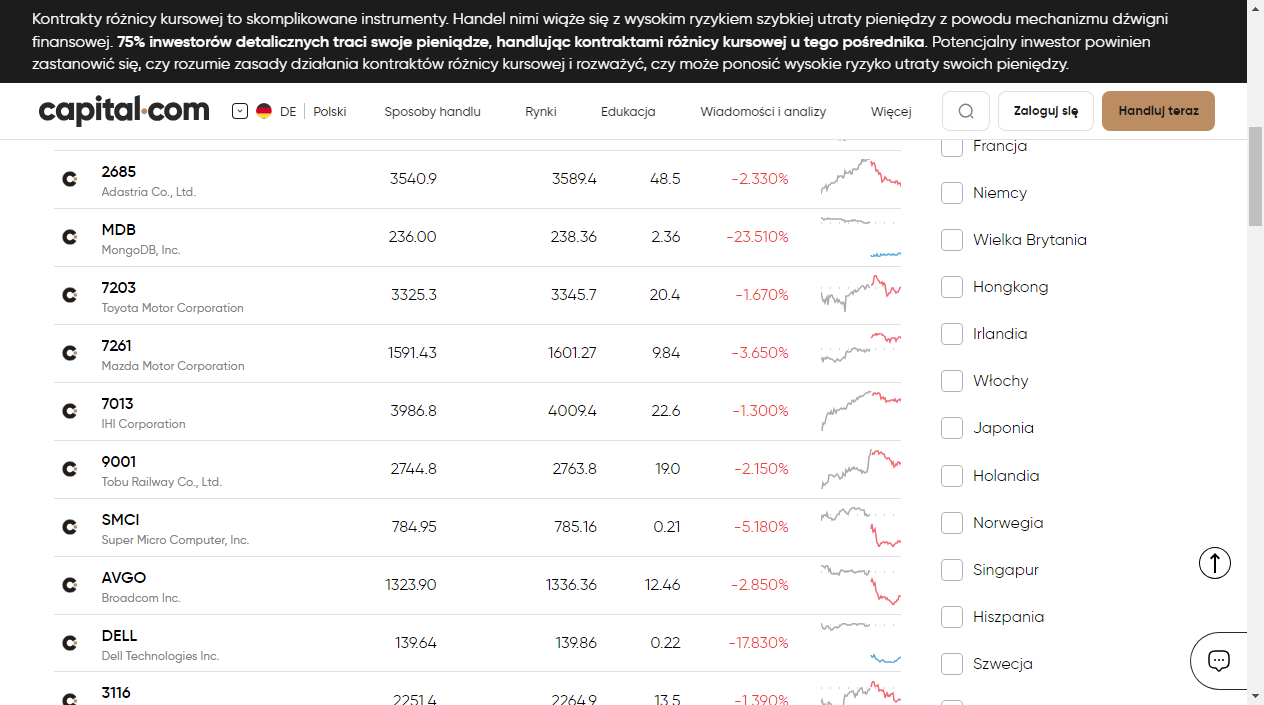 Kontrakty różnicy kursowej to skomplikowane instrumenty. Handel nimi wiąże się z wysokim ryzykiem szybkiej utraty pieniędzy z powodu mechanizmu dźwigni
finansowej. 75% inwestorów detalicznych traci swoje pieniądze, handlując kontraktami różnicy kursowej u tego pośrednika. Potencjalny inwestor powinien
zastanowić się, czy rozumie zasady działania kontraktów różnicy kursowej i rozważyć, czy może ponosić wysokie ryzyko utraty swoich pieniędzy.
capital.com DE Polski Sposoby handlu Rynki Edukacja Wiadomości i analizy Więcej Zaloguj się Handluj teraz
2685 3540.9 3589.4 48.5 -2.330%
Adastria Co., Ltd.
MDB 236.00 238.36 2.36 -23.510%
MongoDB, Inc.
7203 3325.3 3345.7 20.4 -1.670%
Toyota Motor Corporation
7261 1591.43 1601.27 9.84 -3.650%
Mazda Motor Corporation
7013 3986.8 4009.4 22.6 -1.300%
IHI Corporation
9001 2744.8 2763.8 19.0 -2.150%
Tobu Railway Co., Ltd.
SMCI 784.95 785.16 0.21 -5.180%
Super Micro Computer, Inc.
AVGO 1323.90 1336.36 12.46 -2.850%
Broadcom Inc.
DELL 139.64 139.86 0.22 -17.830%
Dell Technologies Inc.
3116 2251.4 2264.9 13.5 -1.390%
Francja
Niemcy
Wielka Brytania
Hongkong
Irlandia
Włochy
Japonia
Holandia
Norwegia
Singapur
Hiszpania
Szwecja